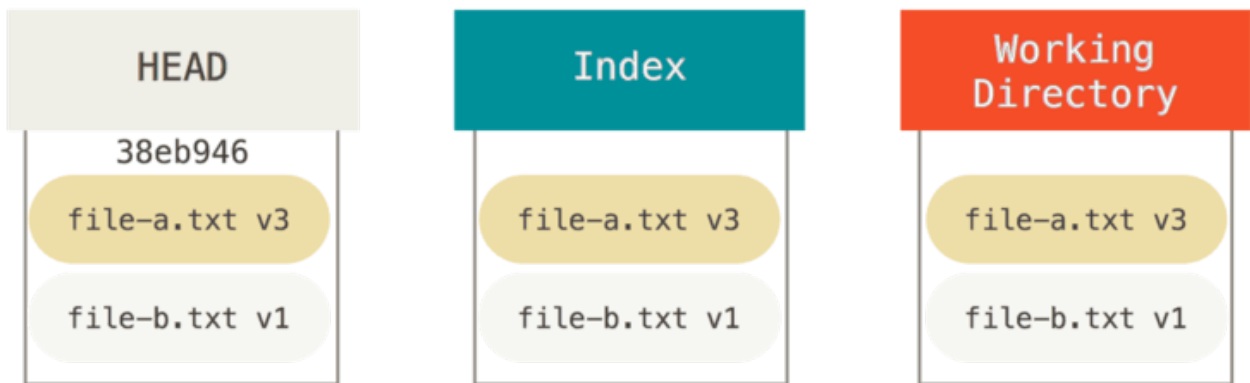 HEAD
Index
Working
Directory
38eb946
file-a.txt v3
file-a.txt v3
file-a.txt v3
file-b.txt v1
file-b.txt v1
file-b.txt v1